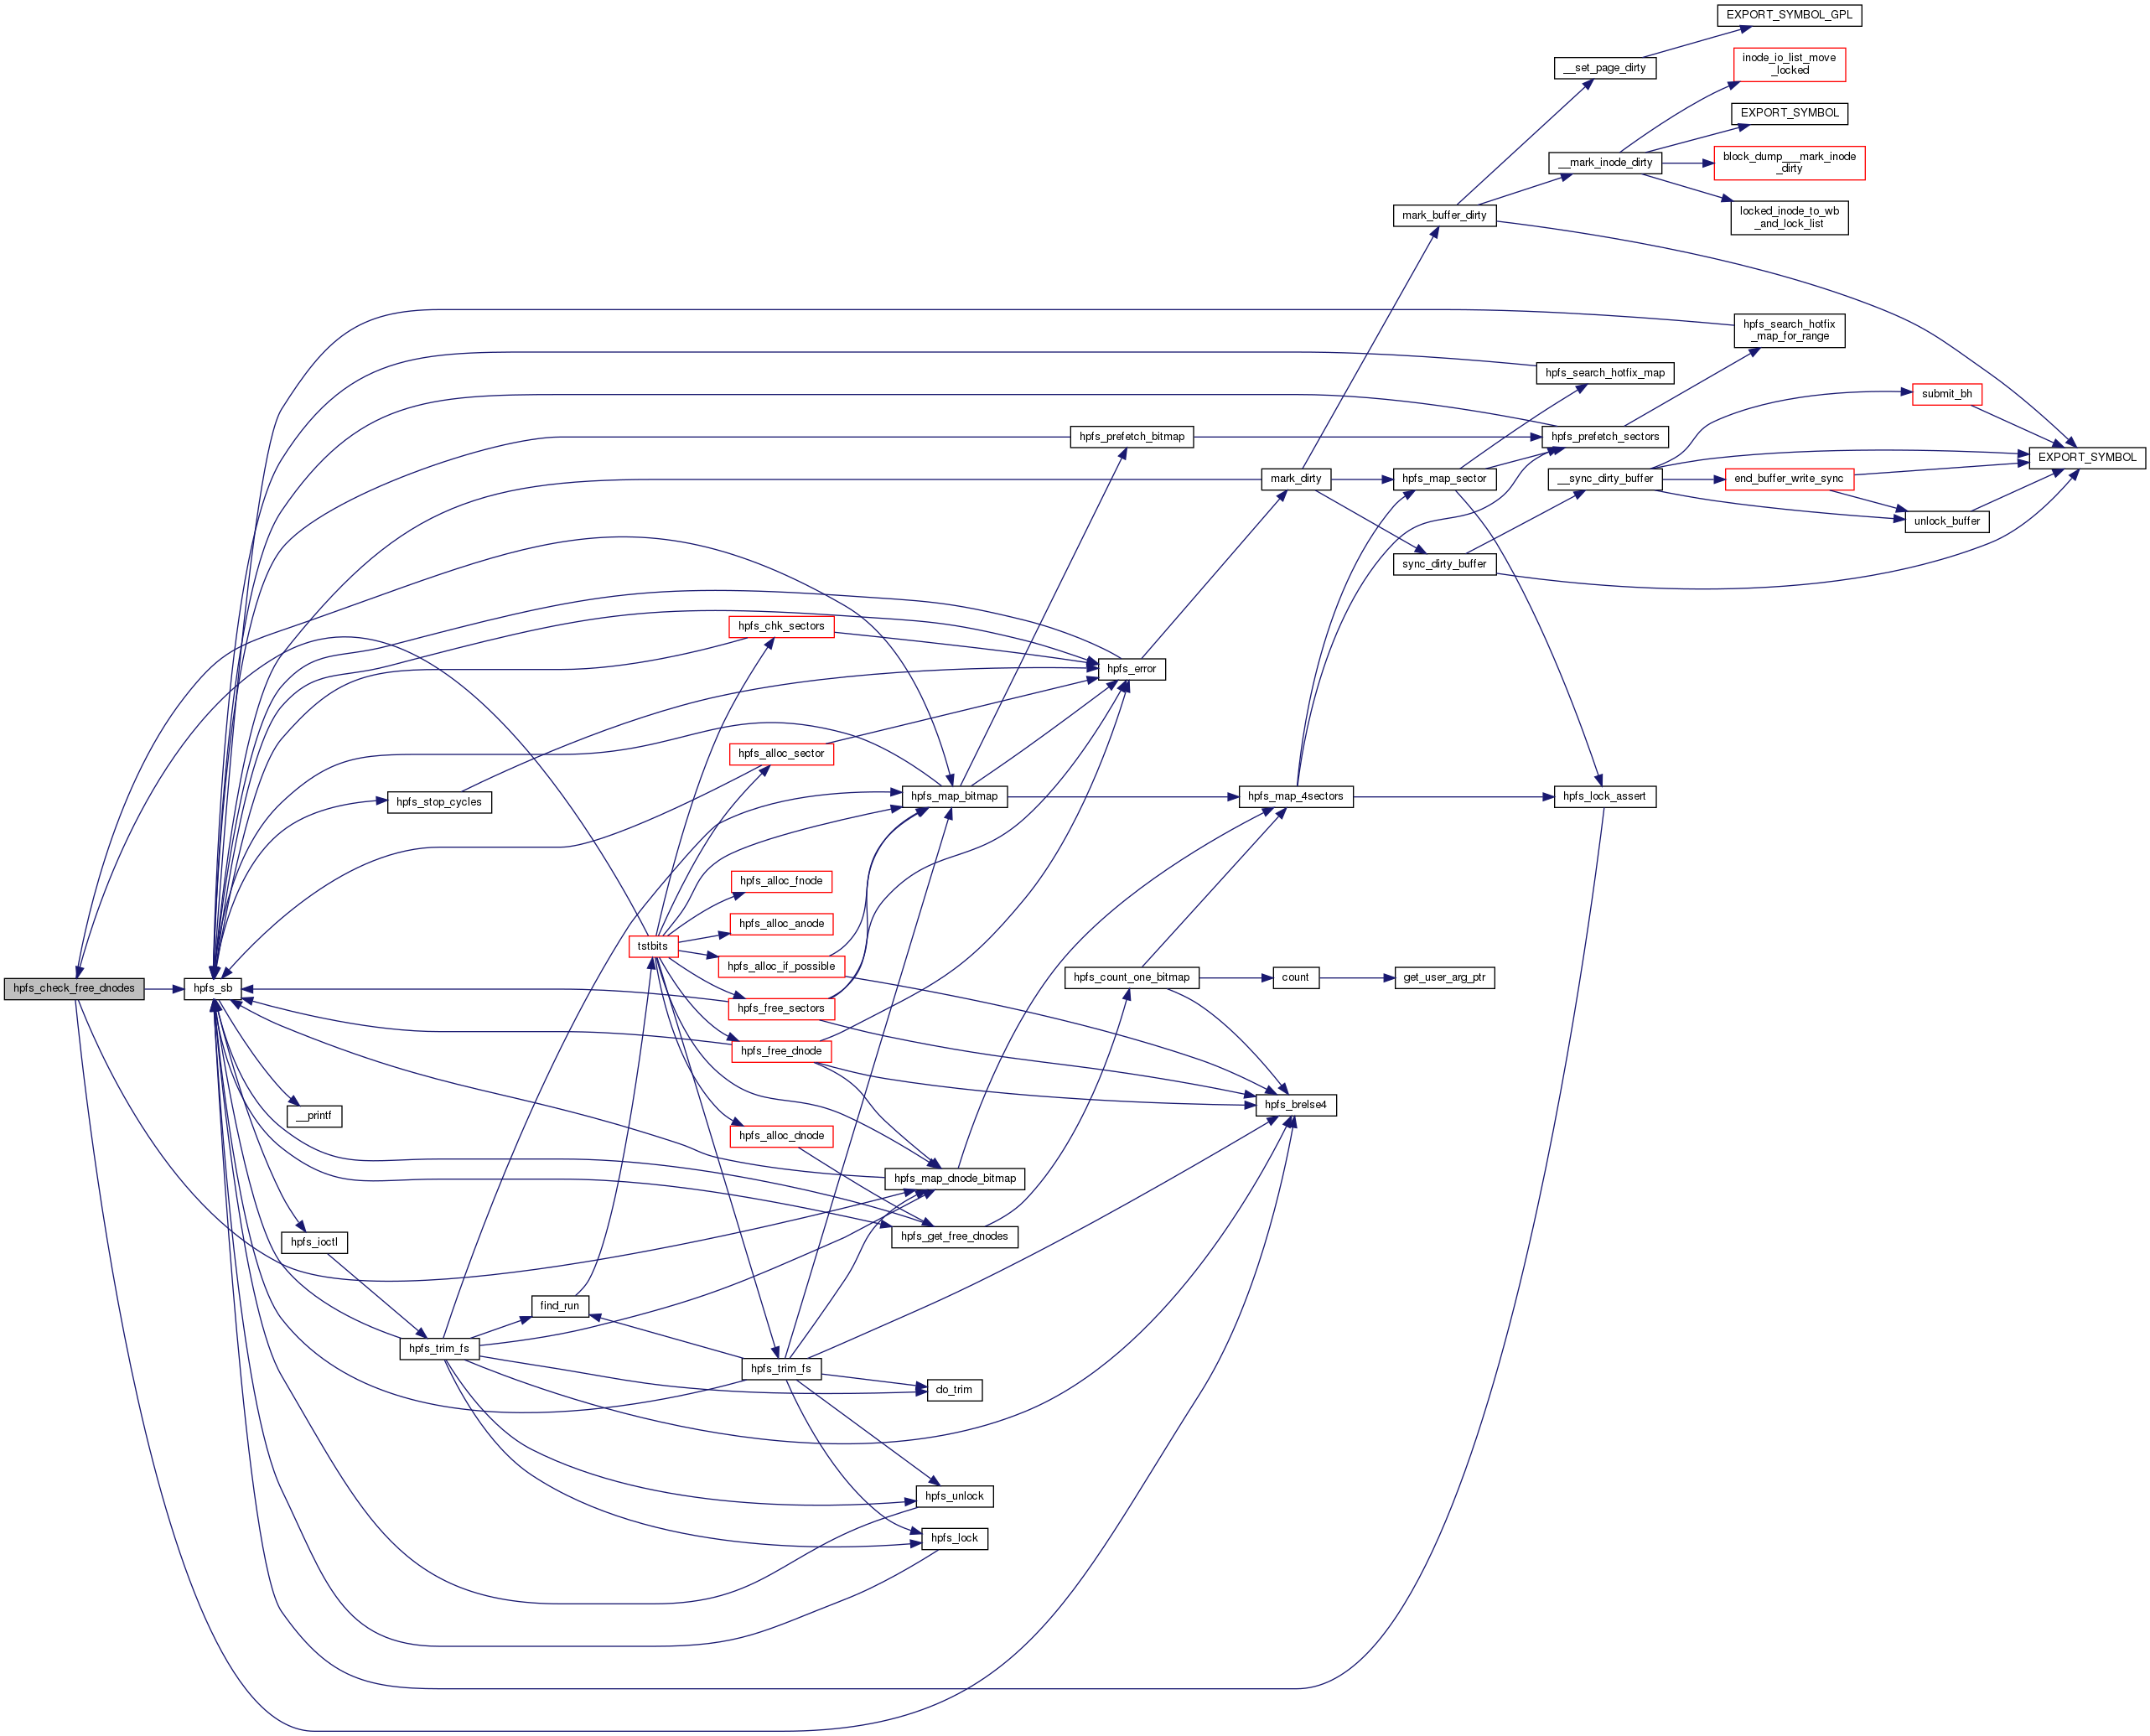 EXPORT_SYMBOL_GPL
inode_io_list_move
_locked
__set_page_dirty
EXPORT_SYMBOL
__mark_inode_dirty
block_dump___mark_inode
_dirty
mark_buffer_dirty
locked_inode_to_wb
_and_lock_list
hpfs_search_hotfix
_map_for_range
hpfs_search_hotfix_map
submit_bh
hpfs_prefetch_bitmap
hpfs_prefetch_sectors
EXPORT_SYMBOL
mark_dirty
hpfs_map_sector
__sync_dirty_buffer
end_buffer_write_sync
unlock_buffer
sync_dirty_buffer
hpfs_chk_sectors
hpfs_error
hpfs_alloc_sector
hpfs_stop_cycles
hpfs_map_bitmap
hpfs_map_4sectors
hpfs_lock_assert
hpfs_alloc_fnode
hpfs_alloc_anode
tstbits
hpfs_alloc_if_possible
hpfs_count_one_bitmap
count
get_user_arg_ptr
hpfs_check_free_dnodes
hpfs_sb
hpfs_free_sectors
hpfs_free_dnode
__printf
hpfs_brelse4
hpfs_alloc_dnode
hpfs_map_dnode_bitmap
hpfs_ioctl
hpfs_get_free_dnodes
find_run
hpfs_trim_fs
hpfs_trim_fs
do_trim
hpfs_unlock
hpfs_lock